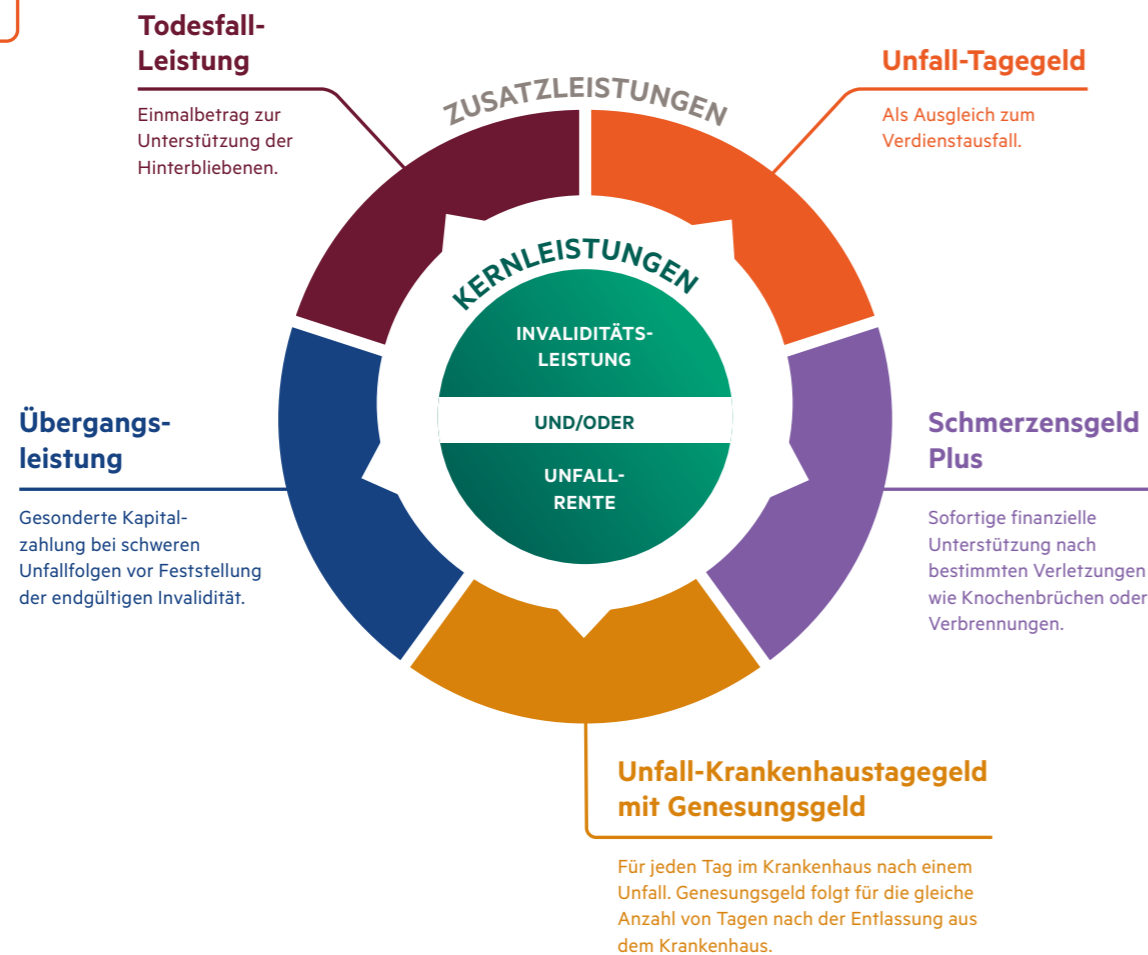 Todesfall-
Leistung
Einmalbetrag zur
Unterstützung der
Hinterbliebenen.
ZUSATZLEISTUNGEN
Unfall-Tagegeld
Als Ausgleich zum
Verdienstausfall.
KERNLEISTUNGEN
INVALIDITÄTS-
LEISTUNG
UND/ODER
UNFALL-
RENTE
Übergangs-
leistung
Gesonderte Kapital-
zahlung bei schweren
Unfallfolgen vor Feststellung
der endgültigen Invalidität.
Schmerzensgeld
Plus
Sofortige finanzielle
Unterstützung nach
bestimmten Verletzungen
wie Knochenbrüchen oder
Verbrennungen.
Unfall-Krankenhaustagegeld
mit Genesungsgeld
Für jeden Tag im Krankenhaus nach einem
Unfall. Genesungsgeld folgt für die gleiche
Anzahl von Tagen nach der Entlassung aus
dem Krankenhaus.